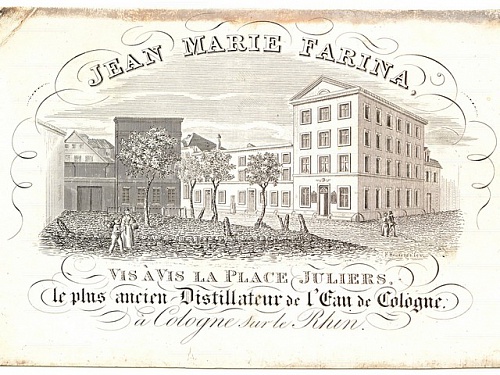 JEAN MARIE FARINA,
VIS À VIS LA PLACE JULIERS,
le plus ancien Distillateur de l'Eau de Cologne.
à Cologne sur le Rhin.